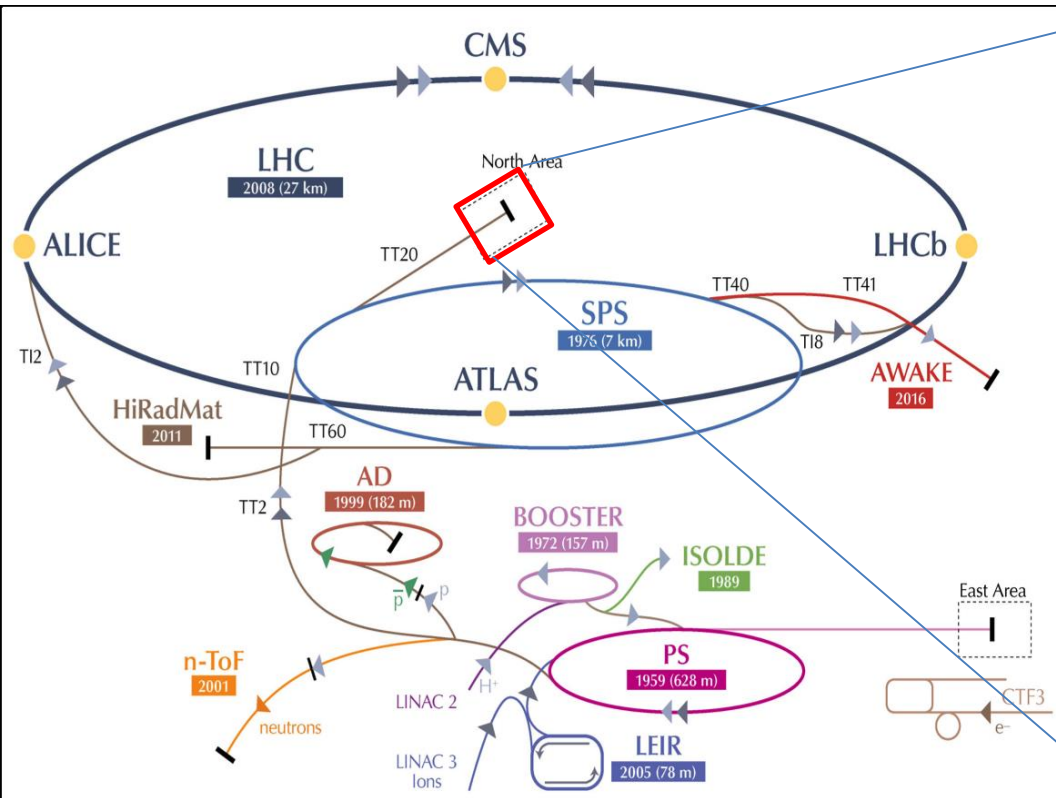 CMS
North Area
LHC
2008 (27 km)
ALICE
LHCb
TT20
TT40
TT41
SPS
1976 (7 km)
TI8
TI2
TT10
ATLAS
AWAKE
2016
HiRadMat
2011
TT60
AD
1999 (182 m)
TT2
BOOSTER
1972 (157 m)
ISOLDE
1989
p̅
p
East Area
n-ToF
2001
PS
1959 (628 m)
H⁺
LINAC 2
neutrons
CTF3
e⁻
LEIR
2005 (78 m)
LINAC 3
Ions